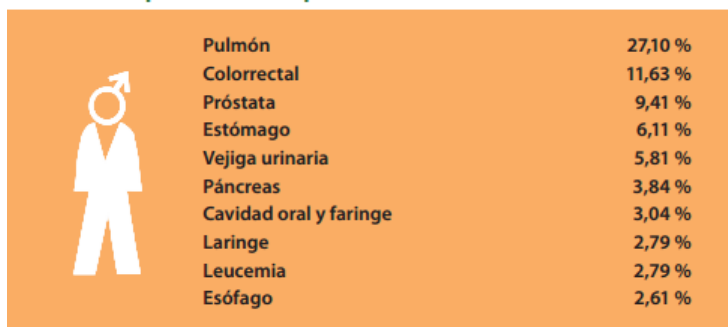 Pulmón 27,10 %
Colorrectal 11,63 %
Próstata 9,41 %
Estómago 6,11 %
Vejiga urinaria 5,81 %
Páncreas 3,84 %
Cavidad oral y faringe 3,04 %
Laringe 2,79 %
Leucemia 2,79 %
Esófago 2,61 %